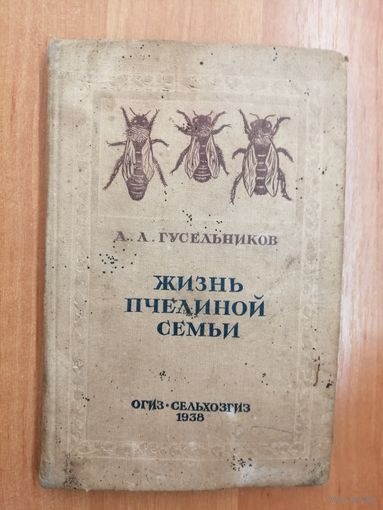 А. Л. ГУСЕЛЬНИКОВ
ЖИЗНЬ
ПЧЕЛИНОЙ
СЕМЬИ
ОГИЗ • СЕЛЬХОЗГИЗ
1938